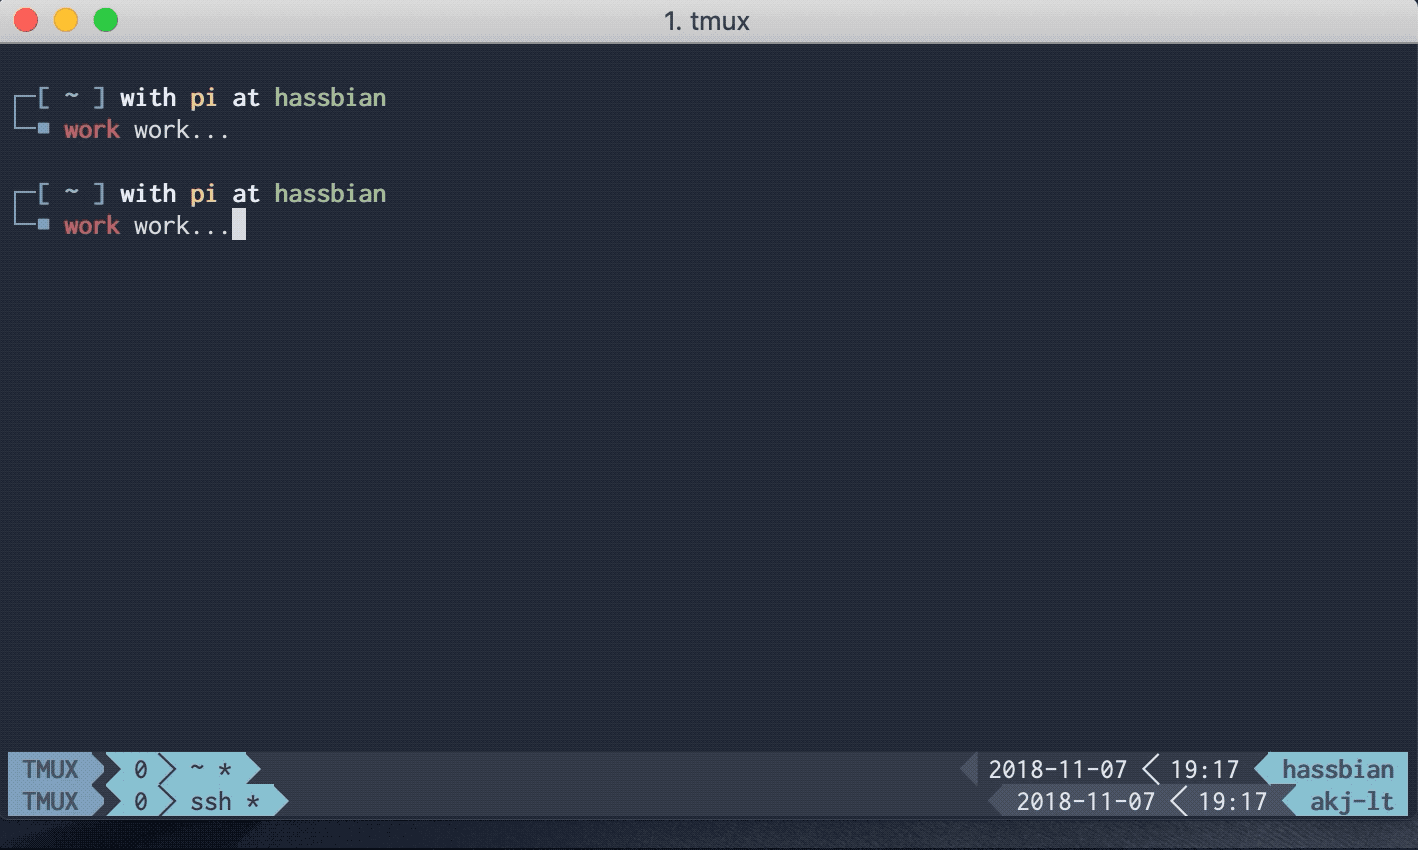 1. tmux
[ ~ ] with pi at hassbian
work work...
[ ~ ] with pi at hassbian
work work...
TMUX 0 ~ * 2018-11-07 19:17 hassbian
TMUX 0 ssh * 2018-11-07 19:17 akj-lt